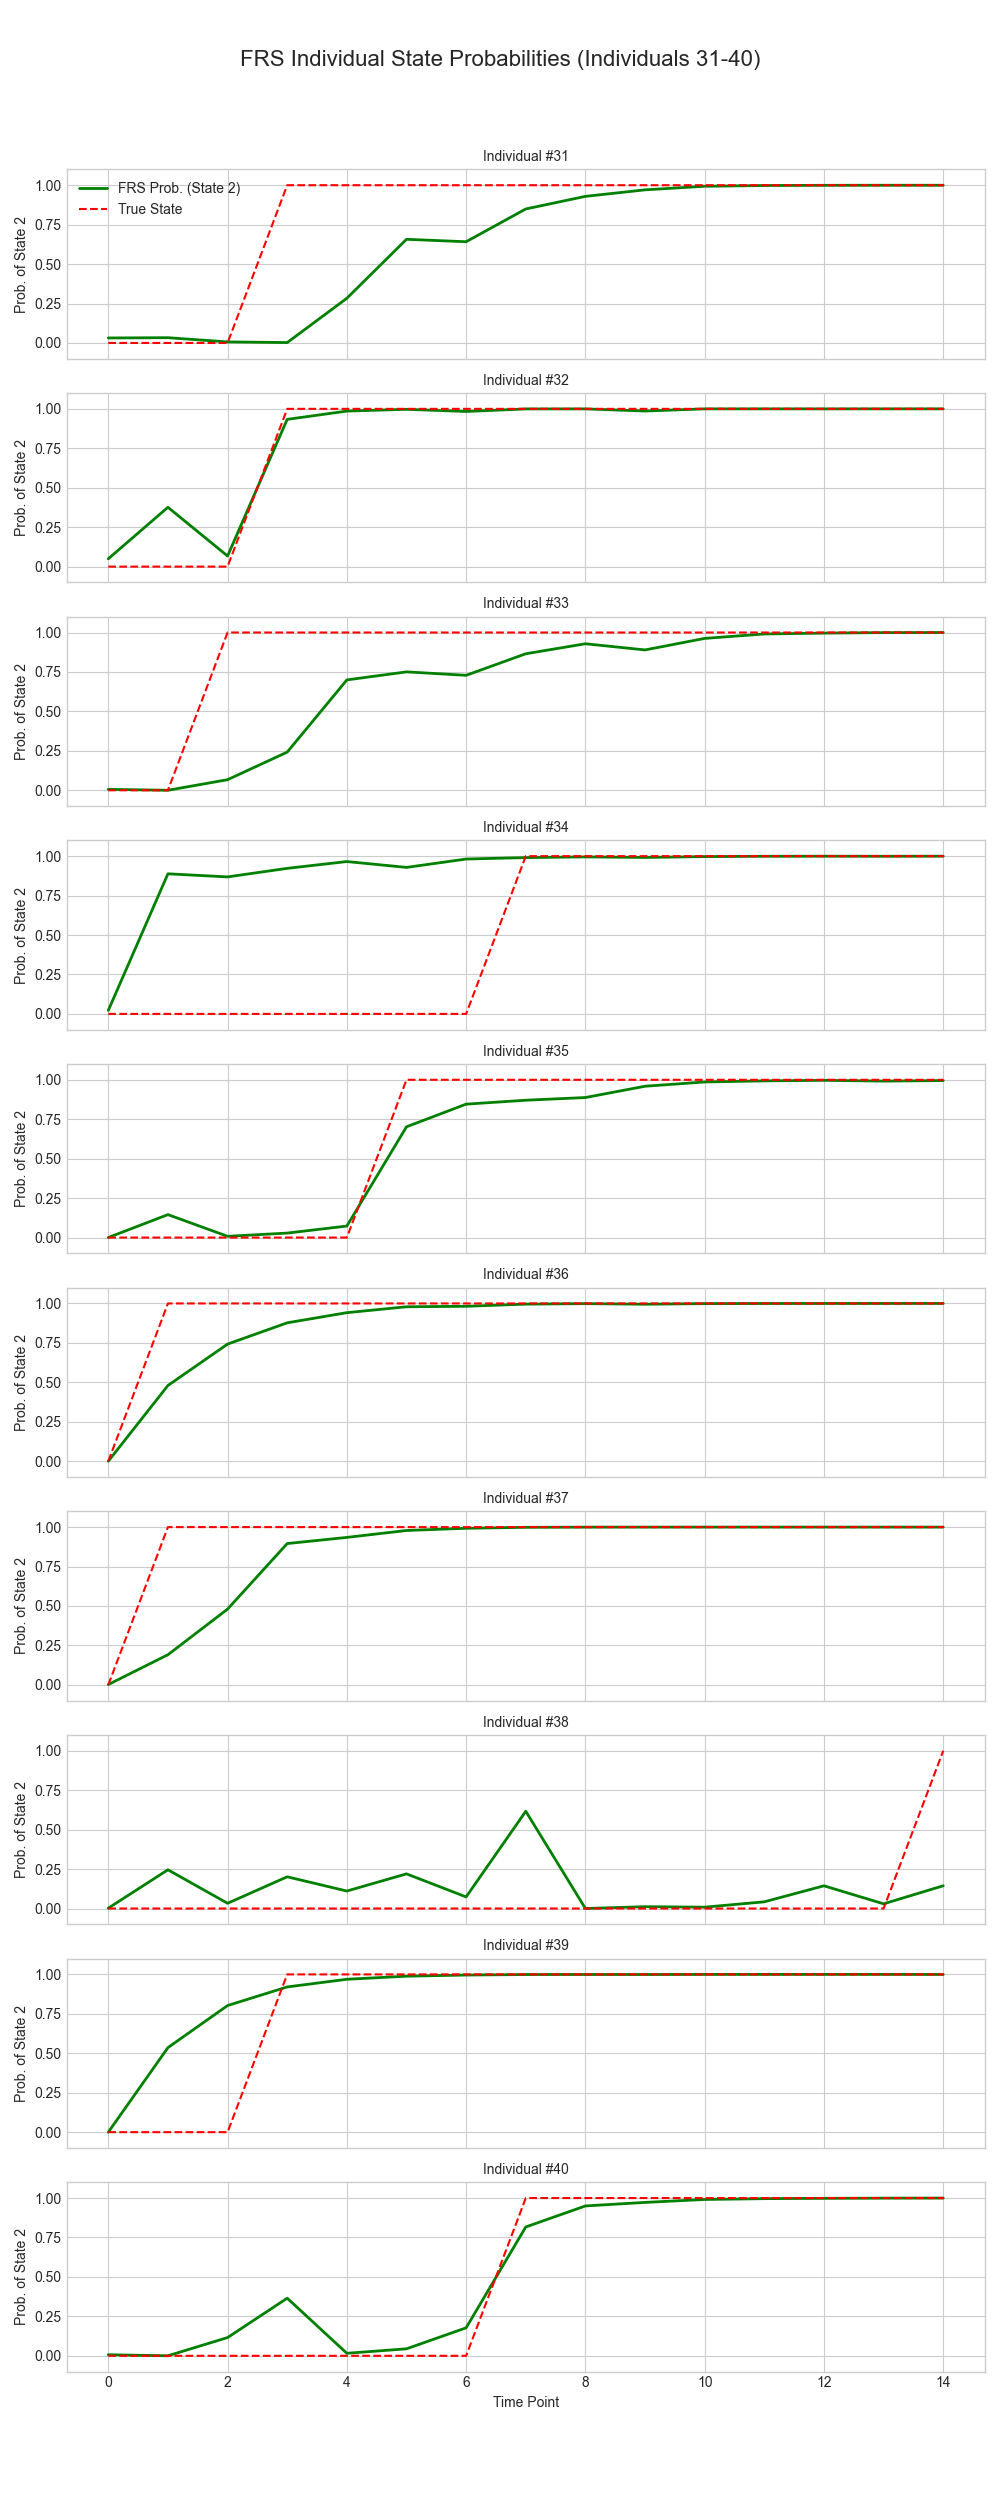 FRS Individual State Probabilities (Individuals 31-40)
Individual #31
1.00
0.75
0.50
0.25
0.00
Prob. of State 2
FRS Prob. (State 2)
True State
Individual #32
1.00
0.75
0.50
0.25
0.00
Prob. of State 2
Individual #33
1.00
0.75
0.50
0.25
0.00
Prob. of State 2
Individual #34
1.00
0.75
0.50
0.25
0.00
Prob. of State 2
Individual #35
1.00
0.75
0.50
0.25
0.00
Prob. of State 2
Individual #36
1.00
0.75
0.50
0.25
0.00
Prob. of State 2
Individual #37
1.00
0.75
0.50
0.25
0.00
Prob. of State 2
Individual #38
1.00
0.75
0.50
0.25
0.00
Prob. of State 2
Individual #39
1.00
0.75
0.50
0.25
0.00
Prob. of State 2
Individual #40
1.00
0.75
0.50
0.25
0.00
Prob. of State 2
0 2 4 6 8 10 12 14
Time Point